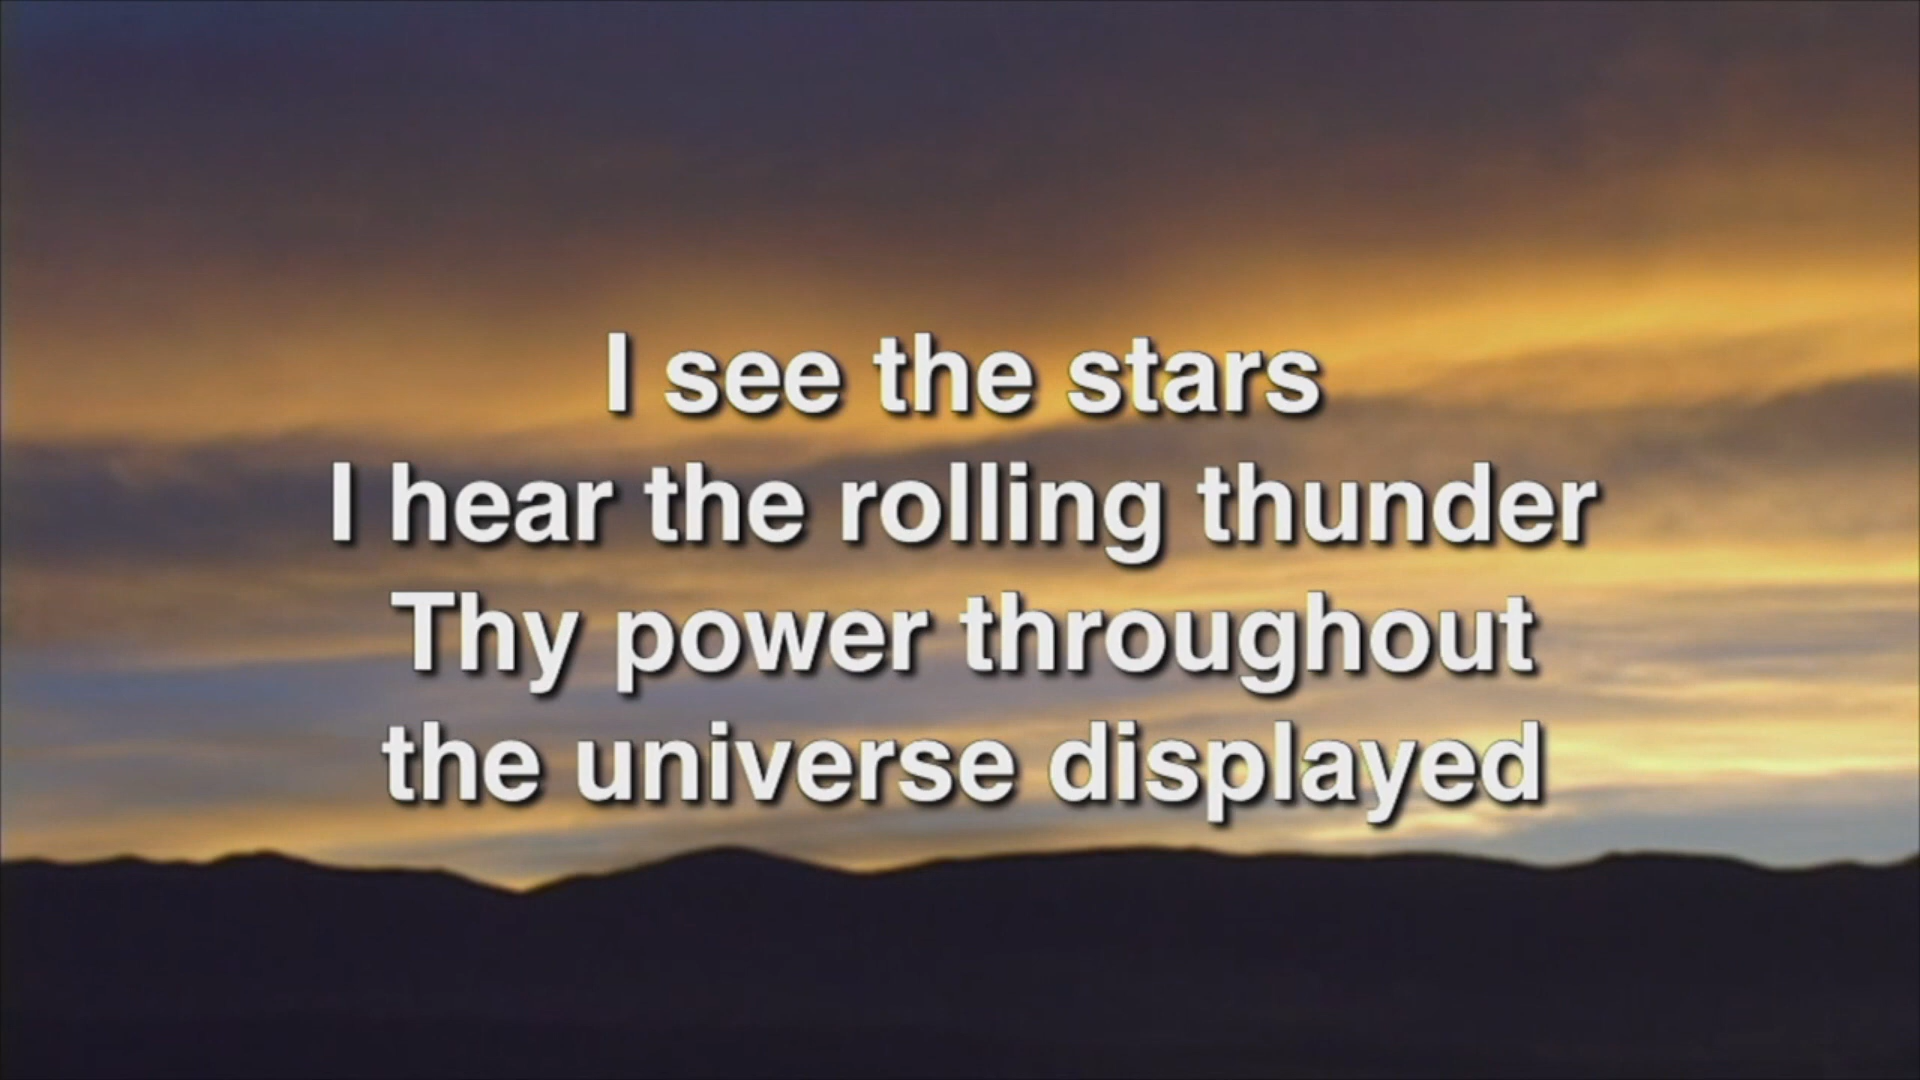 I see the stars
I hear the rolling thunder
Thy power throughout
the universe displayed